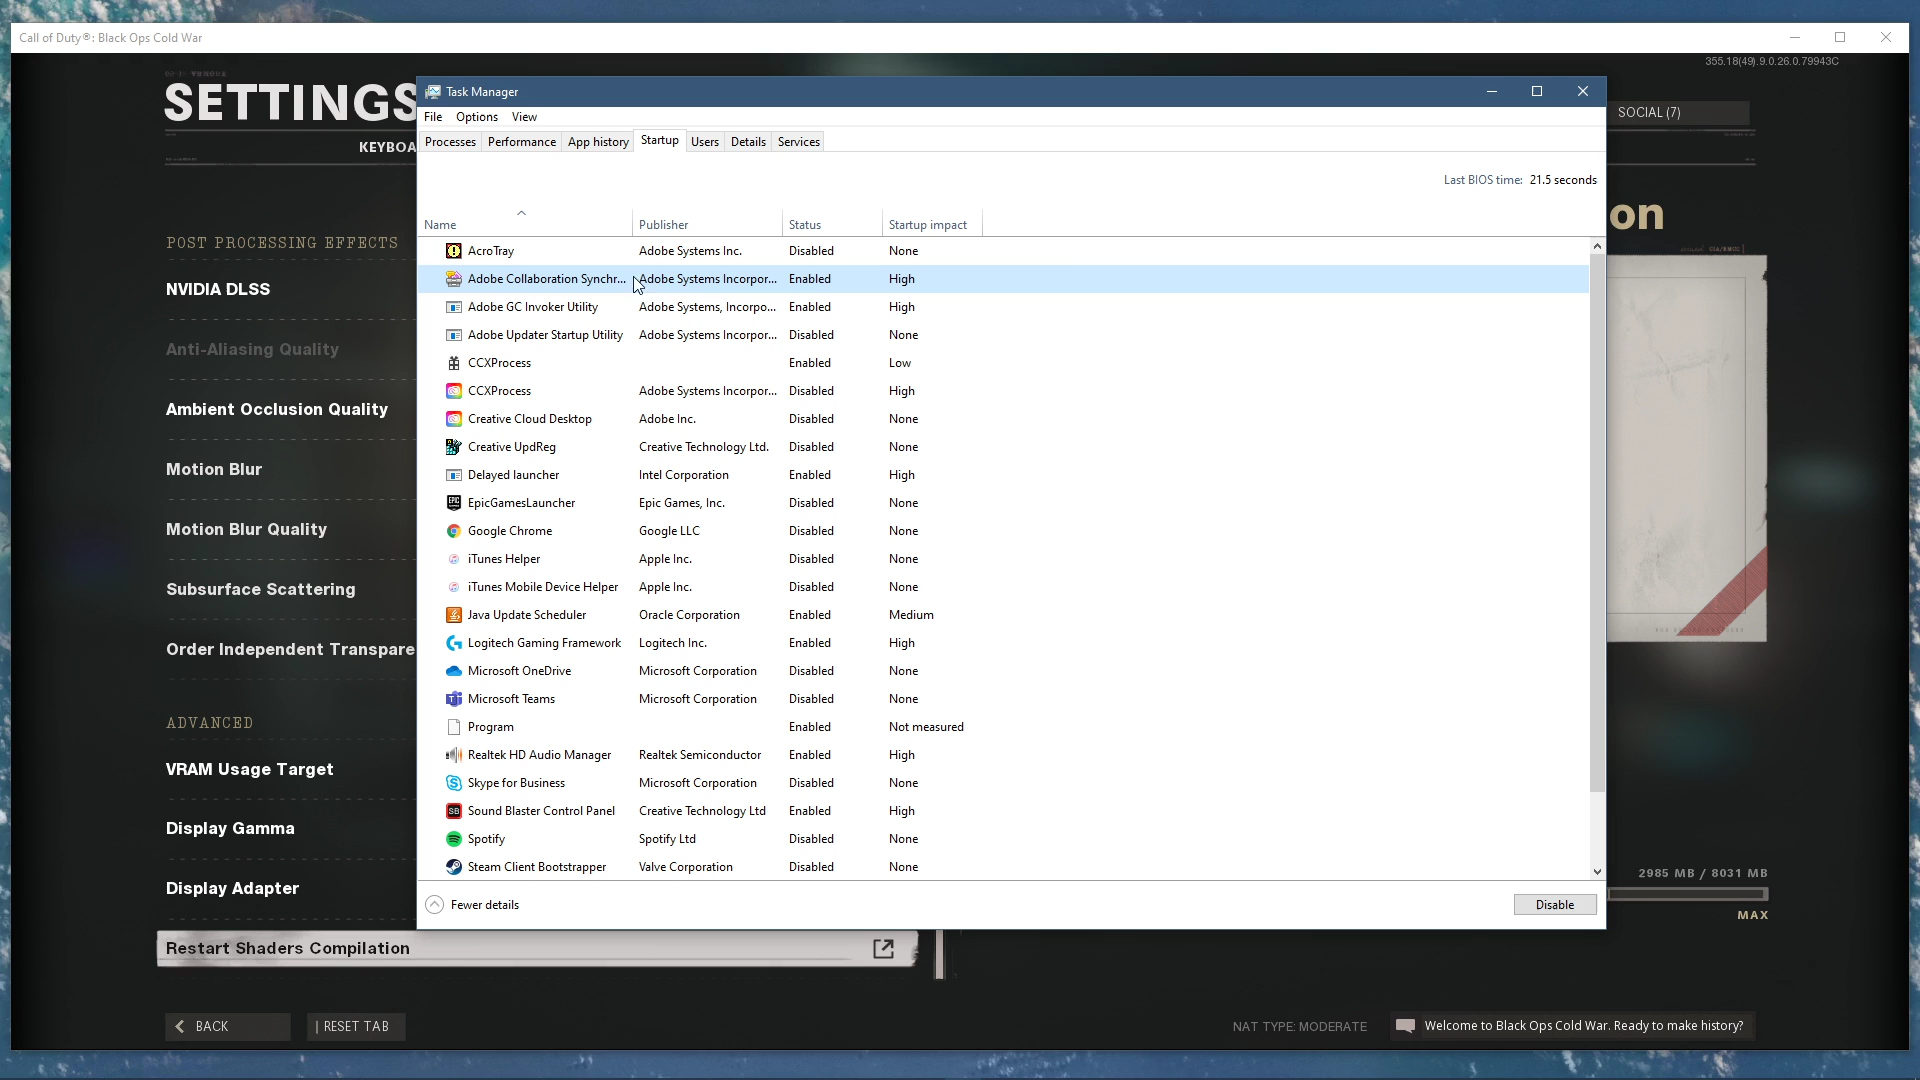 Call of Duty®: Black Ops Cold War
355.18(49).9.0.26.0.79943C
SETTINGS
SOCIAL (7)
KEYBOA
on
POST PROCESSING EFFECTS
NVIDIA DLSS
Anti-Aliasing Quality
Ambient Occlusion Quality
Motion Blur
Motion Blur Quality
Subsurface Scattering
Order Independent Transpare
ADVANCED
VRAM Usage Target
Display Gamma
Display Adapter
Restart Shaders Compilation
Task Manager
File Options View
Processes Performance App history Startup Users Details Services
Last BIOS time: 21.5 seconds
Name Publisher Status Startup impact
AcroTray Adobe Systems Inc. Disabled None
Adobe Collaboration Synchr... Adobe Systems Incorpor... Enabled High
Adobe GC Invoker Utility Adobe Systems, Incorpo... Enabled High
Adobe Updater Startup Utility Adobe Systems Incorpor... Disabled None
CCXProcess Enabled Low
CCXProcess Adobe Systems Incorpor... Disabled High
Creative Cloud Desktop Adobe Inc. Disabled None
Creative UpdReg Creative Technology Ltd. Disabled None
Delayed launcher Intel Corporation Enabled High
EpicGamesLauncher Epic Games, Inc. Disabled None
Google Chrome Google LLC Disabled None
iTunes Helper Apple Inc. Disabled None
iTunes Mobile Device Helper Apple Inc. Disabled None
Java Update Scheduler Oracle Corporation Enabled Medium
Logitech Gaming Framework Logitech Inc. Enabled High
Microsoft OneDrive Microsoft Corporation Disabled None
Microsoft Teams Microsoft Corporation Disabled None
Program Enabled Not measured
Realtek HD Audio Manager Realtek Semiconductor Enabled High
Skype for Business Microsoft Corporation Disabled None
Sound Blaster Control Panel Creative Technology Ltd Enabled High
Spotify Spotify Ltd Disabled None
Steam Client Bootstrapper Valve Corporation Disabled None
Fewer details
Disable
2985 MB / 8031 MB
MAX
BACK
RESET TAB
NAT TYPE: MODERATE
Welcome to Black Ops Cold War. Ready to make history?